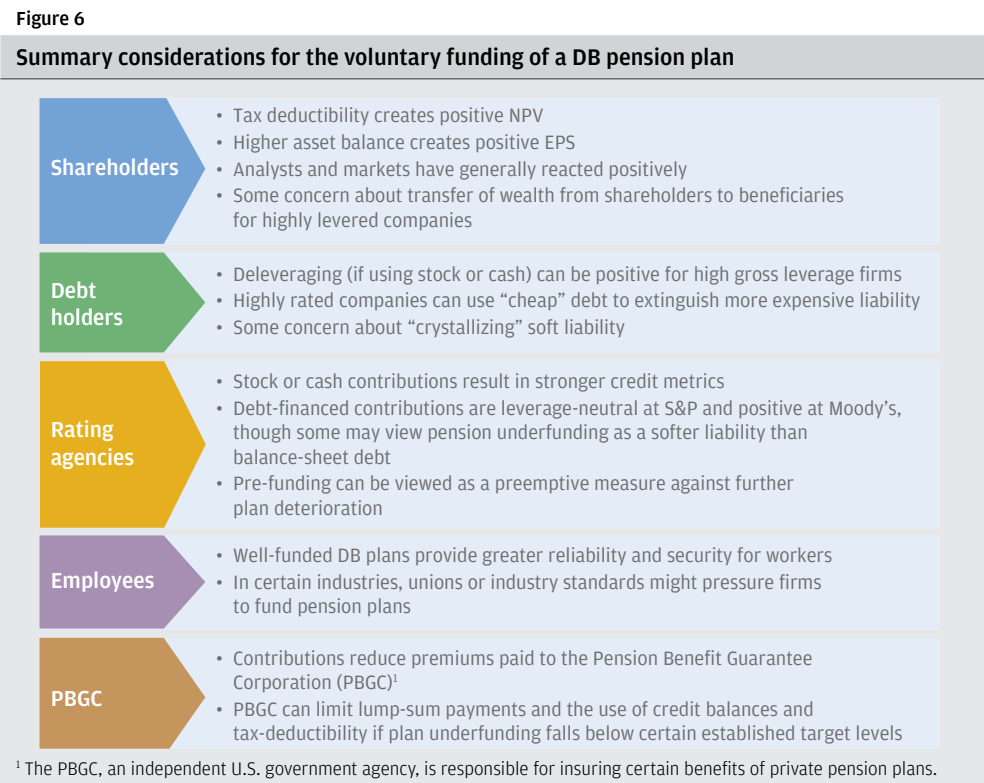 Figure 6
Summary considerations for the voluntary funding of a DB pension plan
Shareholders
• Tax deductibility creates positive NPV
• Higher asset balance creates positive EPS
• Analysts and markets have generally reacted positively
• Some concern about transfer of wealth from shareholders to beneficiaries
for highly levered companies
Debt
holders
• Deleveraging (if using stock or cash) can be positive for high gross leverage firms
• Highly rated companies can use “cheap” debt to extinguish more expensive liability
• Some concern about “crystallizing” soft liability
Rating
agencies
• Stock or cash contributions result in stronger credit metrics
• Debt-financed contributions are leverage-neutral at S&P and positive at Moody’s,
though some may view pension underfunding as a softer liability than
balance-sheet debt
• Pre-funding can be viewed as a preemptive measure against further
plan deterioration
Employees
• Well-funded DB plans provide greater reliability and security for workers
• In certain industries, unions or industry standards might pressure firms
to fund pension plans
PBGC
• Contributions reduce premiums paid to the Pension Benefit Guarantee
Corporation (PBGC)¹
• PBGC can limit lump-sum payments and the use of credit balances and
tax-deductibility if plan underfunding falls below certain established target levels
¹ The PBGC, an independent U.S. government agency, is responsible for insuring certain benefits of private pension plans.